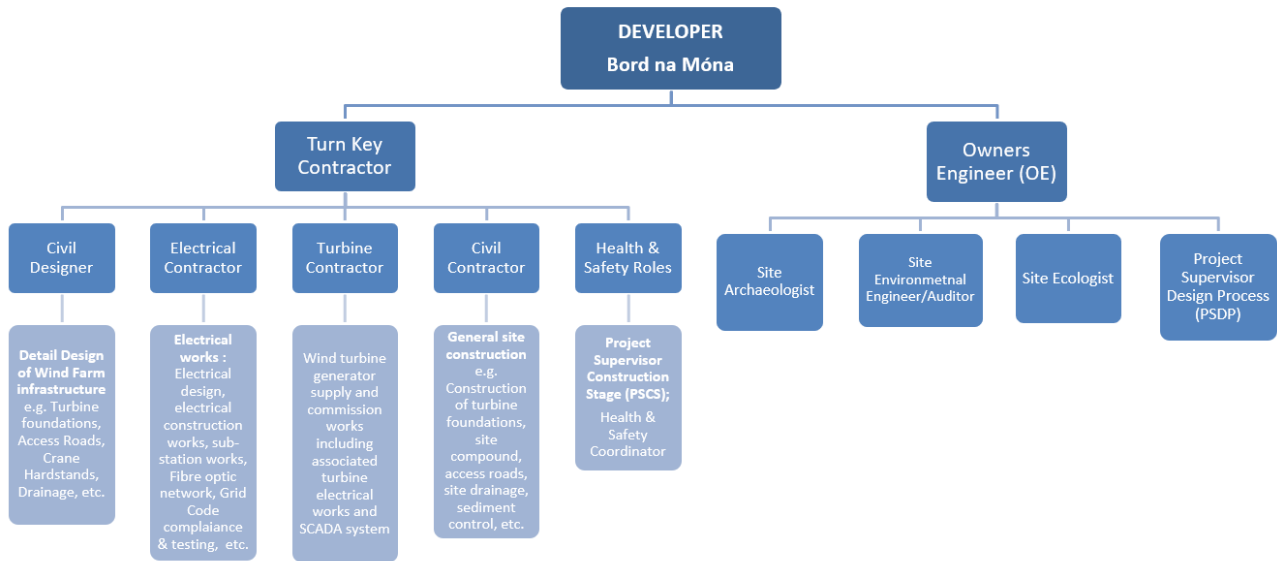 DEVELOPER
Bord na Móna
Turn Key
Contractor
Owners
Engineer (OE)
Civil
Designer
Electrical
Contractor
Turbine
Contractor
Civil
Contractor
Health &
Safety Roles
Site
Archaeologist
Site
Environmetnal
Engineer/Auditor
Site Ecologist
Project
Supervisor
Design Process
(PSDP)
Detail Design
of Wind Farm
infrastructure
e.g. Turbine
foundations,
Access Roads,
Crane
Hardstands,
Drainage, etc.
Electrical
works :
Electrical
design,
electrical
construction
works, sub-
station works,
Fibre optic
network, Grid
Code
complaiance
& testing, etc.
Wind turbine
generator
supply and
commission
works
including
associated
turbine
electrical
works and
SCADA system
General site
construction
e.g.
Construction
of turbine
foundations,
site
compound,
access roads,
site drainage,
sediment
control, etc.
Project
Supervisor
Construction
Stage (PSCS);
Health &
Safety
Coordinator